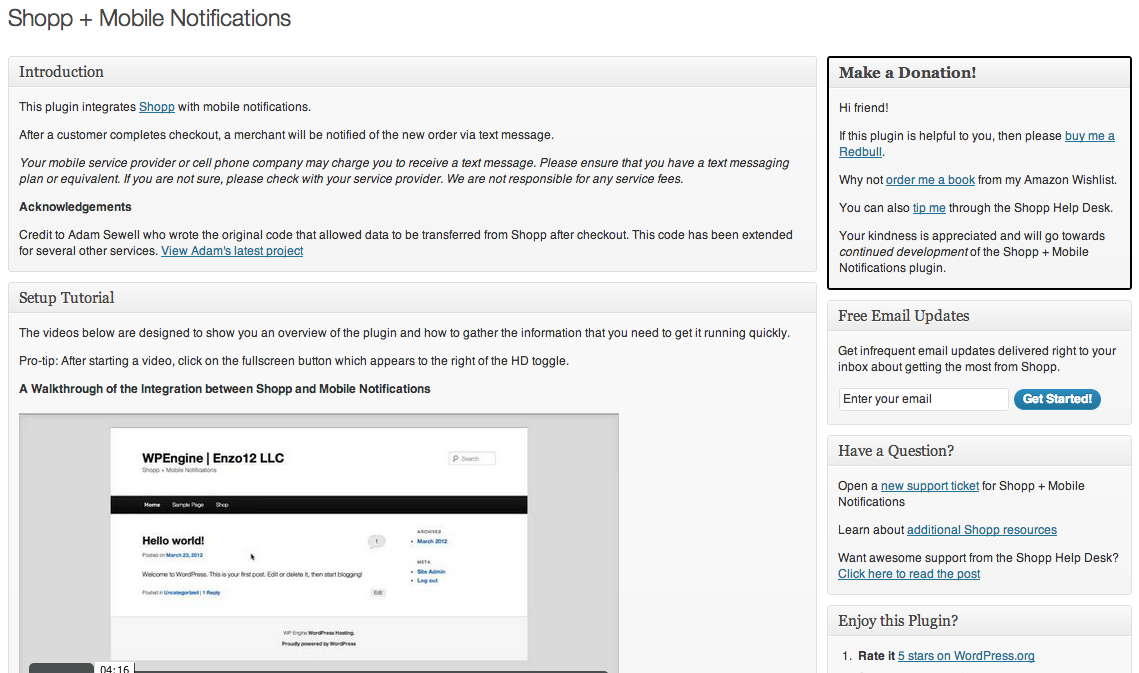 Shopp + Mobile Notifications
Introduction
This plugin integrates Shopp with mobile notifications.
After a customer completes checkout, a merchant will be notified of the new order via text message.
Your mobile service provider or cell phone company may charge you to receive a text message. Please ensure that you have a text messaging
plan or equivalent. If you are not sure, please check with your service provider. We are not responsible for any service fees.
Acknowledgements
Credit to Adam Sewell who wrote the original code that allowed data to be transferred from Shopp after checkout. This code has been extended
for several other services. View Adam's latest project
Setup Tutorial
The videos below are designed to show you an overview of the plugin and how to gather the information that you need to get it running quickly.
Pro-tip: After starting a video, click on the fullscreen button which appears to the right of the HD toggle.
A Walkthrough of the Integration between Shopp and Mobile Notifications
WPEngine | Enzo12 LLC
Shopp + Mobile Notifications
Search
Home Sample Page Shop
Hello world!
1
Posted on March 23, 2012
Welcome to WordPress. This is your first post. Edit or delete it, then start blogging!
Posted in Uncategorized | 1 Reply
Edit
ARCHIVES
• March 2012
META
• Site Admin
• Log out
WP Engine WordPress Hosting.
Proudly powered by WordPress
04:16
Make a Donation!
Hi friend!
If this plugin is helpful to you, then please buy me a
Redbull.
Why not order me a book from my Amazon Wishlist.
You can also tip me through the Shopp Help Desk.
Your kindness is appreciated and will go towards
continued development of the Shopp + Mobile
Notifications plugin.
Free Email Updates
Get infrequent email updates delivered right to your
inbox about getting the most from Shopp.
Enter your email Get Started!
Have a Question?
Open a new support ticket for Shopp + Mobile
Notifications
Learn about additional Shopp resources
Want awesome support from the Shopp Help Desk?
Click here to read the post
Enjoy this Plugin?
1. Rate it 5 stars on WordPress.org